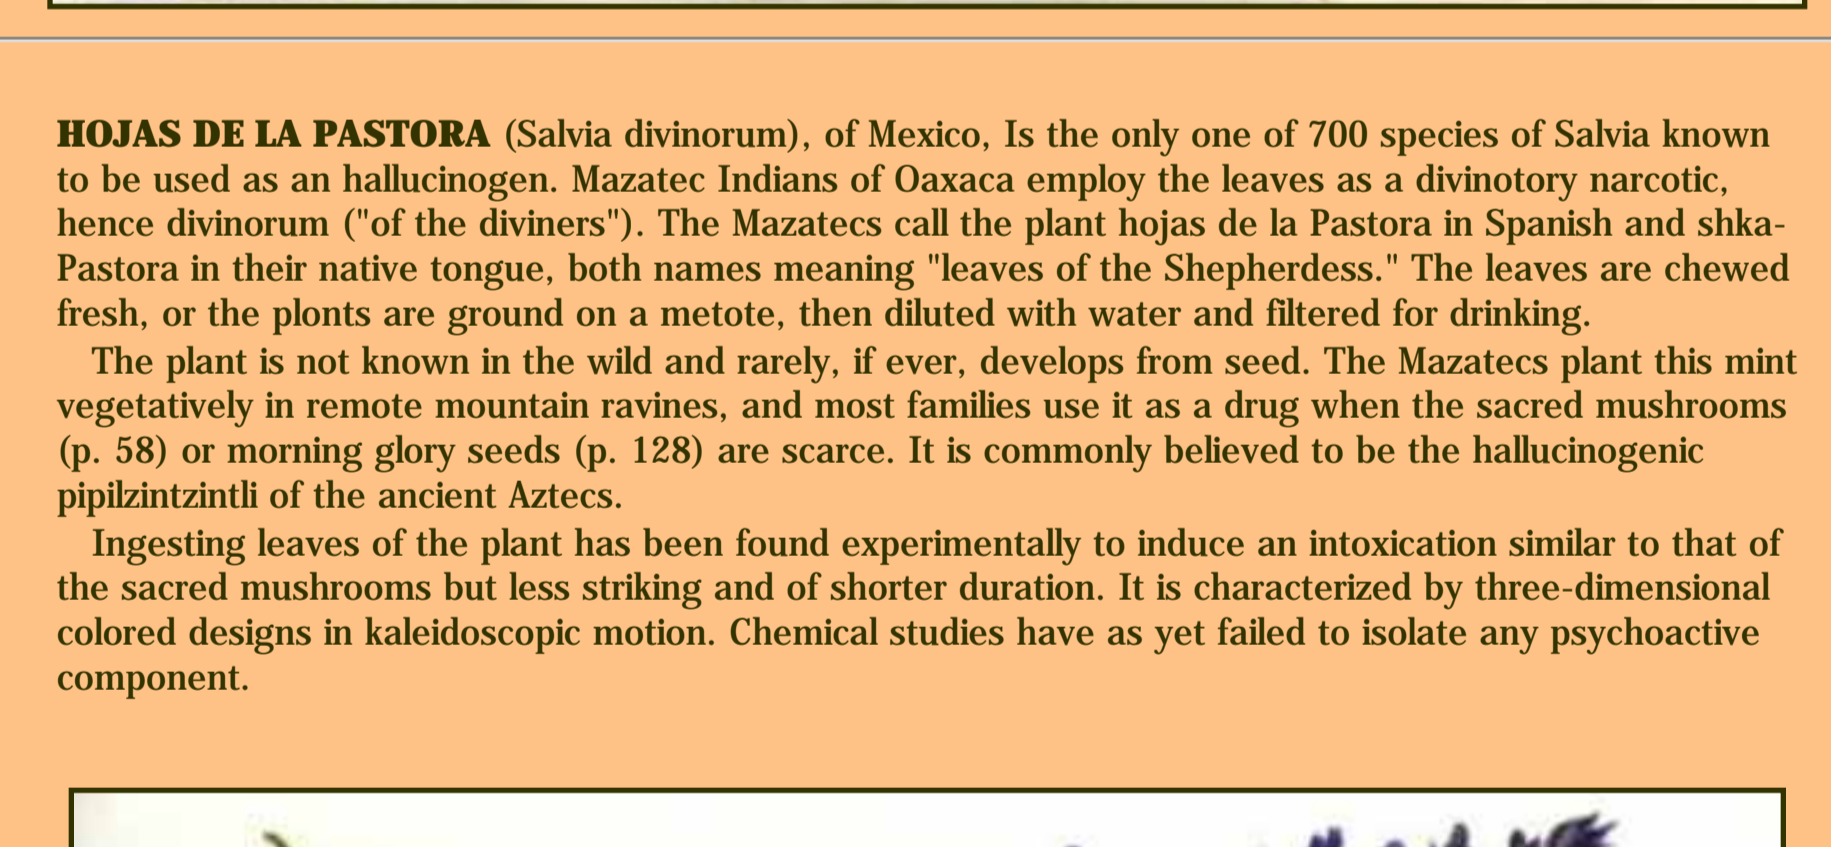 HOJAS DE LA PASTORA (Salvia divinorum), of Mexico, Is the only one of 700 species of Salvia known
to be used as an hallucinogen. Mazatec Indians of Oaxaca employ the leaves as a divinotory narcotic,
hence divinorum ("of the diviners"). The Mazatecs call the plant hojas de la Pastora in Spanish and shka-
Pastora in their native tongue, both names meaning "leaves of the Shepherdess." The leaves are chewed
fresh, or the plonts are ground on a metote, then diluted with water and filtered for drinking.
The plant is not known in the wild and rarely, if ever, develops from seed. The Mazatecs plant this mint
vegetatively in remote mountain ravines, and most families use it as a drug when the sacred mushrooms
(p. 58) or morning glory seeds (p. 128) are scarce. It is commonly believed to be the hallucinogenic
pipilzintzintli of the ancient Aztecs.
Ingesting leaves of the plant has been found experimentally to induce an intoxication similar to that of
the sacred mushrooms but less striking and of shorter duration. It is characterized by three-dimensional
colored designs in kaleidoscopic motion. Chemical studies have as yet failed to isolate any psychoactive
component.